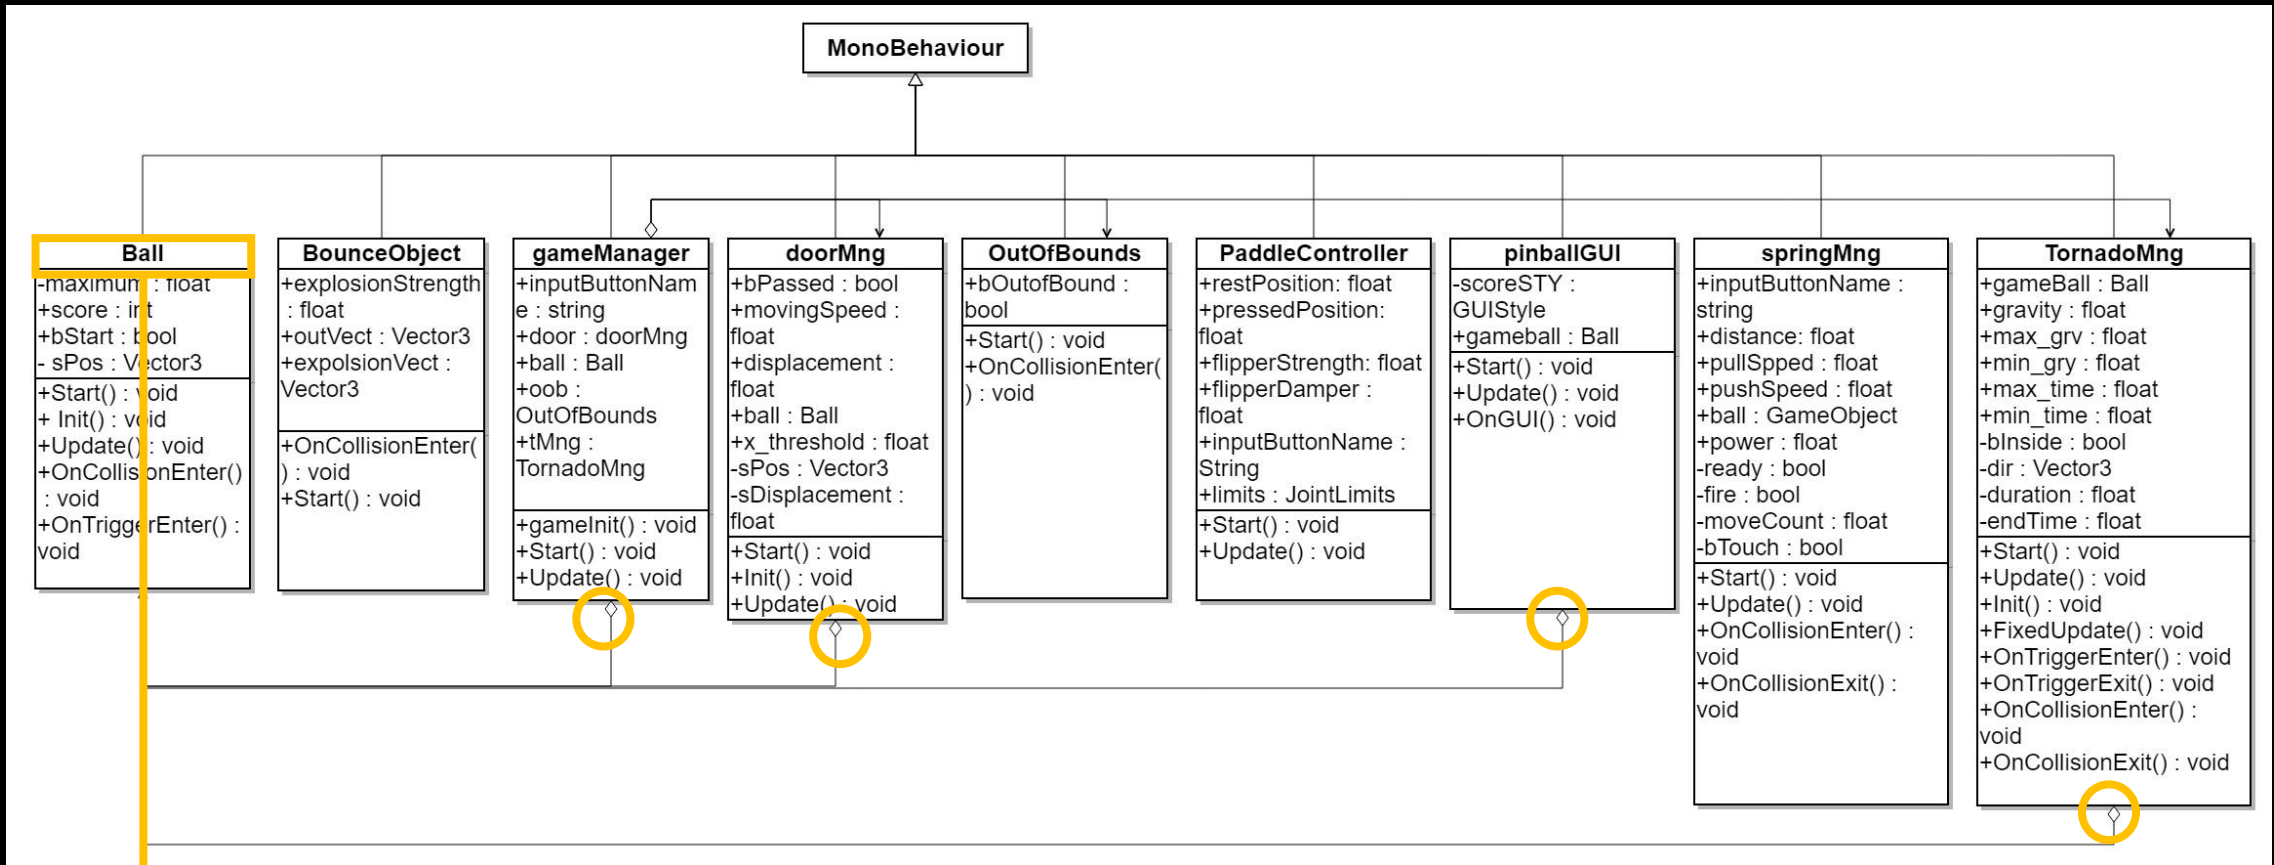 MonoBehaviour
Ball
-maximum : float
+score : int
+bStart : bool
- sPos : Vector3
+Start() : void
+ Init() : void
+Update() : void
+OnCollisionEnter()
: void
+OnTriggerEnter() :
void
BounceObject
+explosionStrength
: float
+outVect : Vector3
+expolsionVect :
Vector3
+OnCollisionEnter(
) : void
+Start() : void
gameManager
+inputButtonNam
e : string
+door : doorMng
+ball : Ball
+oob :
OutOfBounds
+tMng :
TornadoMng
+gameInit() : void
+Start() : void
+Update() : void
doorMng
+bPassed : bool
+movingSpeed :
float
+displacement :
float
+ball : Ball
+x_threshold : float
-sPos : Vector3
-sDisplacement :
float
+Start() : void
+Init() : void
+Update() : void
OutOfBounds
+bOutofBound :
bool
+Start() : void
+OnCollisionEnter(
) : void
PaddleController
+restPosition: float
+pressedPosition:
float
+flipperStrength: float
+flipperDamper :
float
+inputButtonName :
String
+limits : JointLimits
+Start() : void
+Update() : void
pinballGUI
-scoreSTY :
GUIStyle
+gameball : Ball
+Start() : void
+Update() : void
+OnGUI() : void
springMng
+inputButtonName :
string
+distance: float
+pullSpped : float
+pushSpeed : float
+ball : GameObject
+power : float
-ready : bool
-fire : bool
-moveCount : float
-bTouch : bool
+Start() : void
+Update() : void
+OnCollisionEnter() :
void
+OnCollisionExit() :
void
TornadoMng
+gameBall : Ball
+gravity : float
+max_grv : float
+min_gry : float
+max_time : float
+min_time : float
-bInside : bool
-dir : Vector3
-duration : float
-endTime : float
+Start() : void
+Update() : void
+Init() : void
+FixedUpdate() : void
+OnTriggerEnter() : void
+OnTriggerExit() : void
+OnCollisionEnter() :
void
+OnCollisionExit() : void